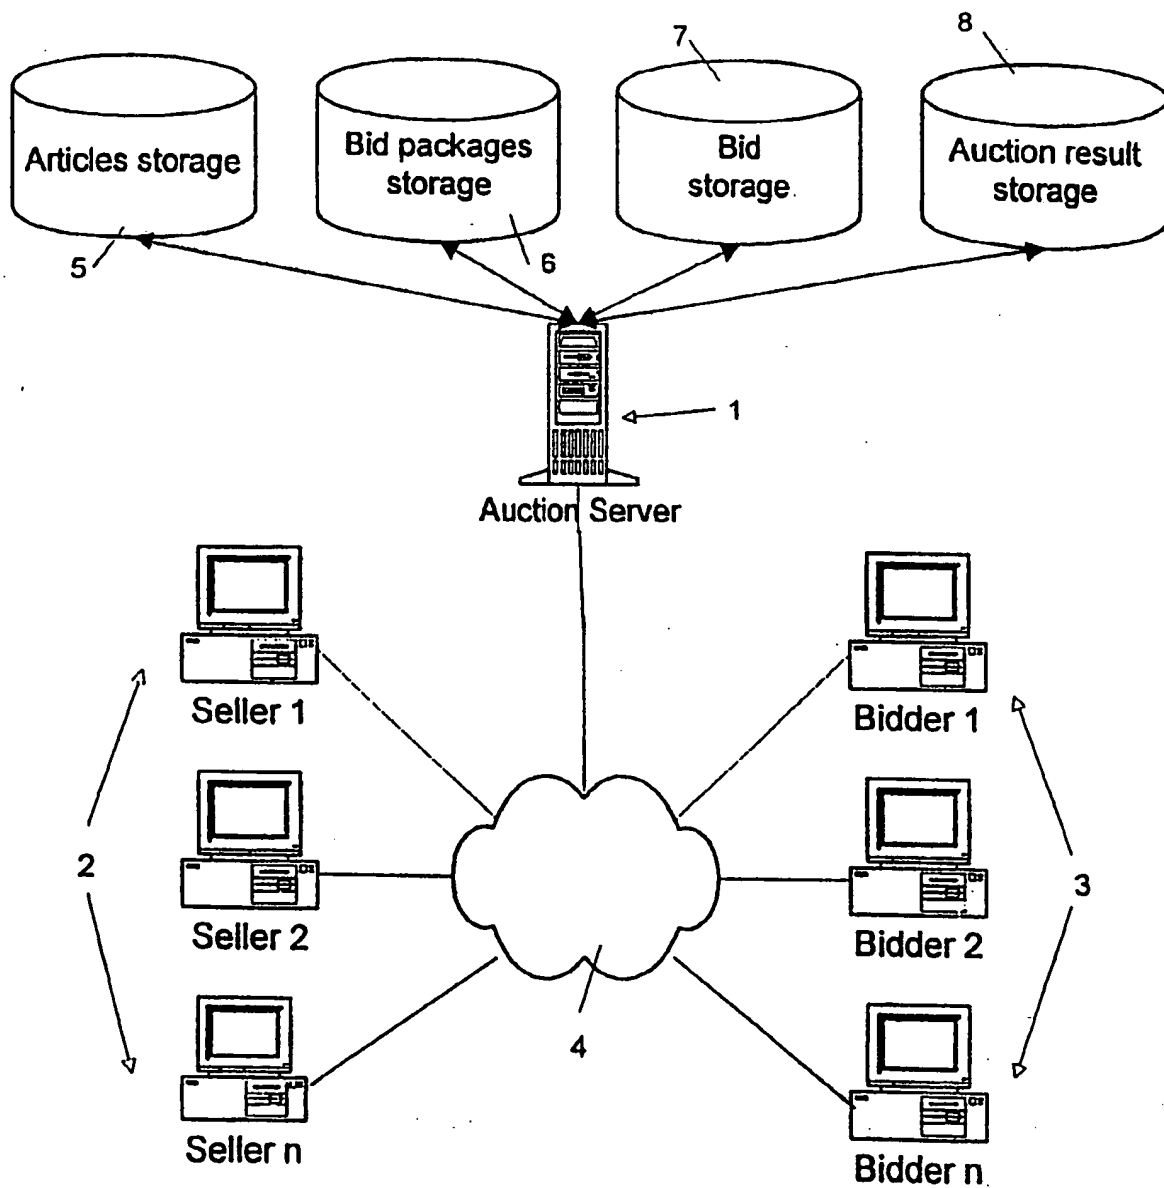 7
8
Articles storage
Bid packages
storage
Bid
storage
Auction result
storage
5
6
1
Auction Server
Seller 1
Bidder 1
2
3
Seller 2
Bidder 2
4
Seller n
Bidder n